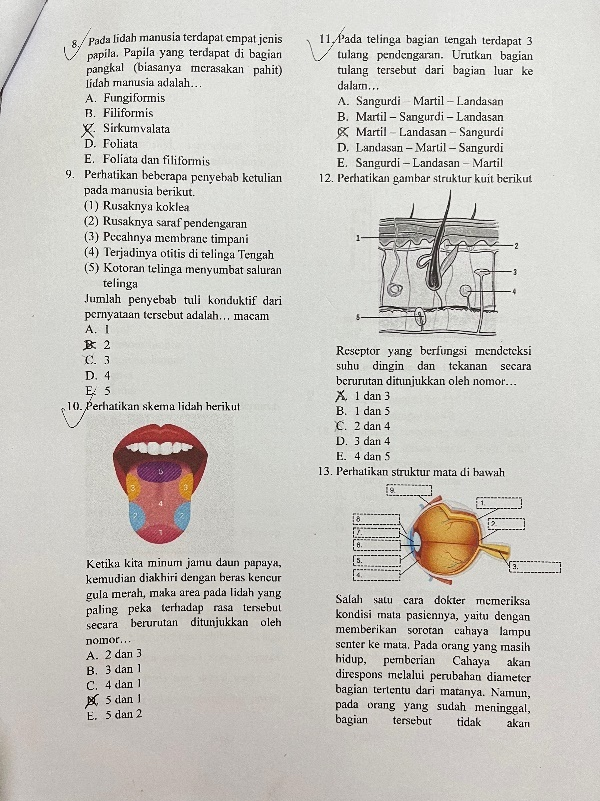 8. Pada lidah manusia terdapat empat jenis
papila. Papila yang terdapat di bagian
pangkal (biasanya merasakan pahit)
lidah manusia adalah…
A. Fungiformis
B. Filiformis
C. Sirkumvalata
D. Foliata
E. Foliata dan filiformis
9. Perhatikan beberapa penyebab ketulian
pada manusia berikut.
(1) Rusaknya koklea
(2) Rusaknya saraf pendengaran
(3) Pecahnya membrane timpani
(4) Terjadinya otitis di telinga Tengah
(5) Kotoran telinga menyumbat saluran
telinga
Jumlah penyebab tuli konduktif dari
pernyataan tersebut adalah… macam
A. 1
B. 2
C. 3
D. 4
E. 5
10. Perhatikan skema lidah berikut
5
3 3
4
2 2
1
Ketika kita minum jamu daun papaya,
kemudian diakhiri dengan beras kencur
gula merah, maka area pada lidah yang
paling peka terhadap rasa tersebut
secara berurutan ditunjukkan oleh
nomor…
A. 2 dan 3
B. 3 dan 1
C. 4 dan 1
D. 5 dan 1
E. 5 dan 2
11. Pada telinga bagian tengah terdapat 3
tulang pendengaran. Urutkan bagian
tulang tersebut dari bagian luar ke
dalam…
A. Sangurdi – Martil – Landasan
B. Martil – Sangurdi – Landasan
C. Martil – Landasan – Sangurdi
D. Landasan – Martil – Sangurdi
E. Sangurdi – Landasan – Martil
12. Perhatikan gambar struktur kuit berikut
1
2
3
4
5
Reseptor yang berfungsi mendeteksi
suhu dingin dan tekanan secara
berurutan ditunjukkan oleh nomor…
A. 1 dan 3
B. 1 dan 5
C. 2 dan 4
D. 3 dan 4
E. 4 dan 5
13. Perhatikan struktur mata di bawah
9.
1.
8
2.
7.
6.
5.
3.
4.
Salah satu cara dokter memeriksa
kondisi mata pasiennya, yaitu dengan
memberikan sorotan cahaya lampu
senter ke mata. Pada orang yang masih
hidup, pemberian Cahaya akan
direspons melalui perubahan diameter
bagian tertentu dari matanya. Namun,
pada orang yang sudah meninggal,
bagian tersebut tidak akan